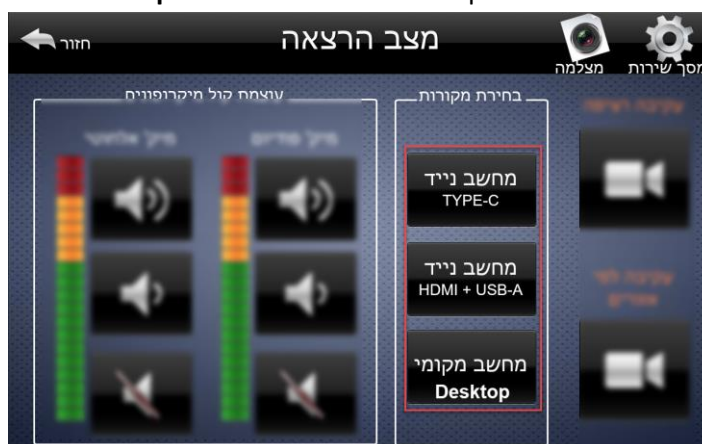 מצב הרצאה
חזור
מצלמה
מסך שירות
בחירת מקורות
עוצמת קול מיקרופונים
מחשב נייד
TYPE-C
מחשב נייד
HDMI + USB-A
מחשב מקומי
Desktop